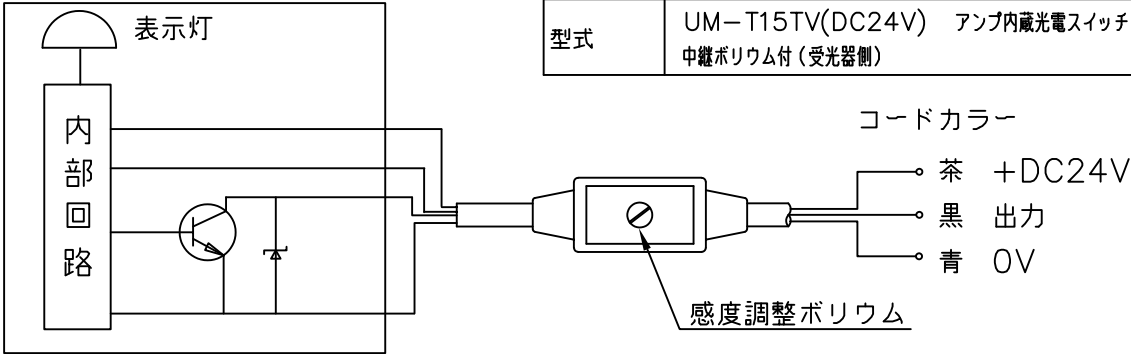 表示灯
型式
UM-T15TV(DC24V) アンプ内蔵光電スイッチ
中継ボリウム付(受光器側)
内部回路
コードカラー
茶 +DC24V
黒 出力
青 0V
感度調整ボリウム